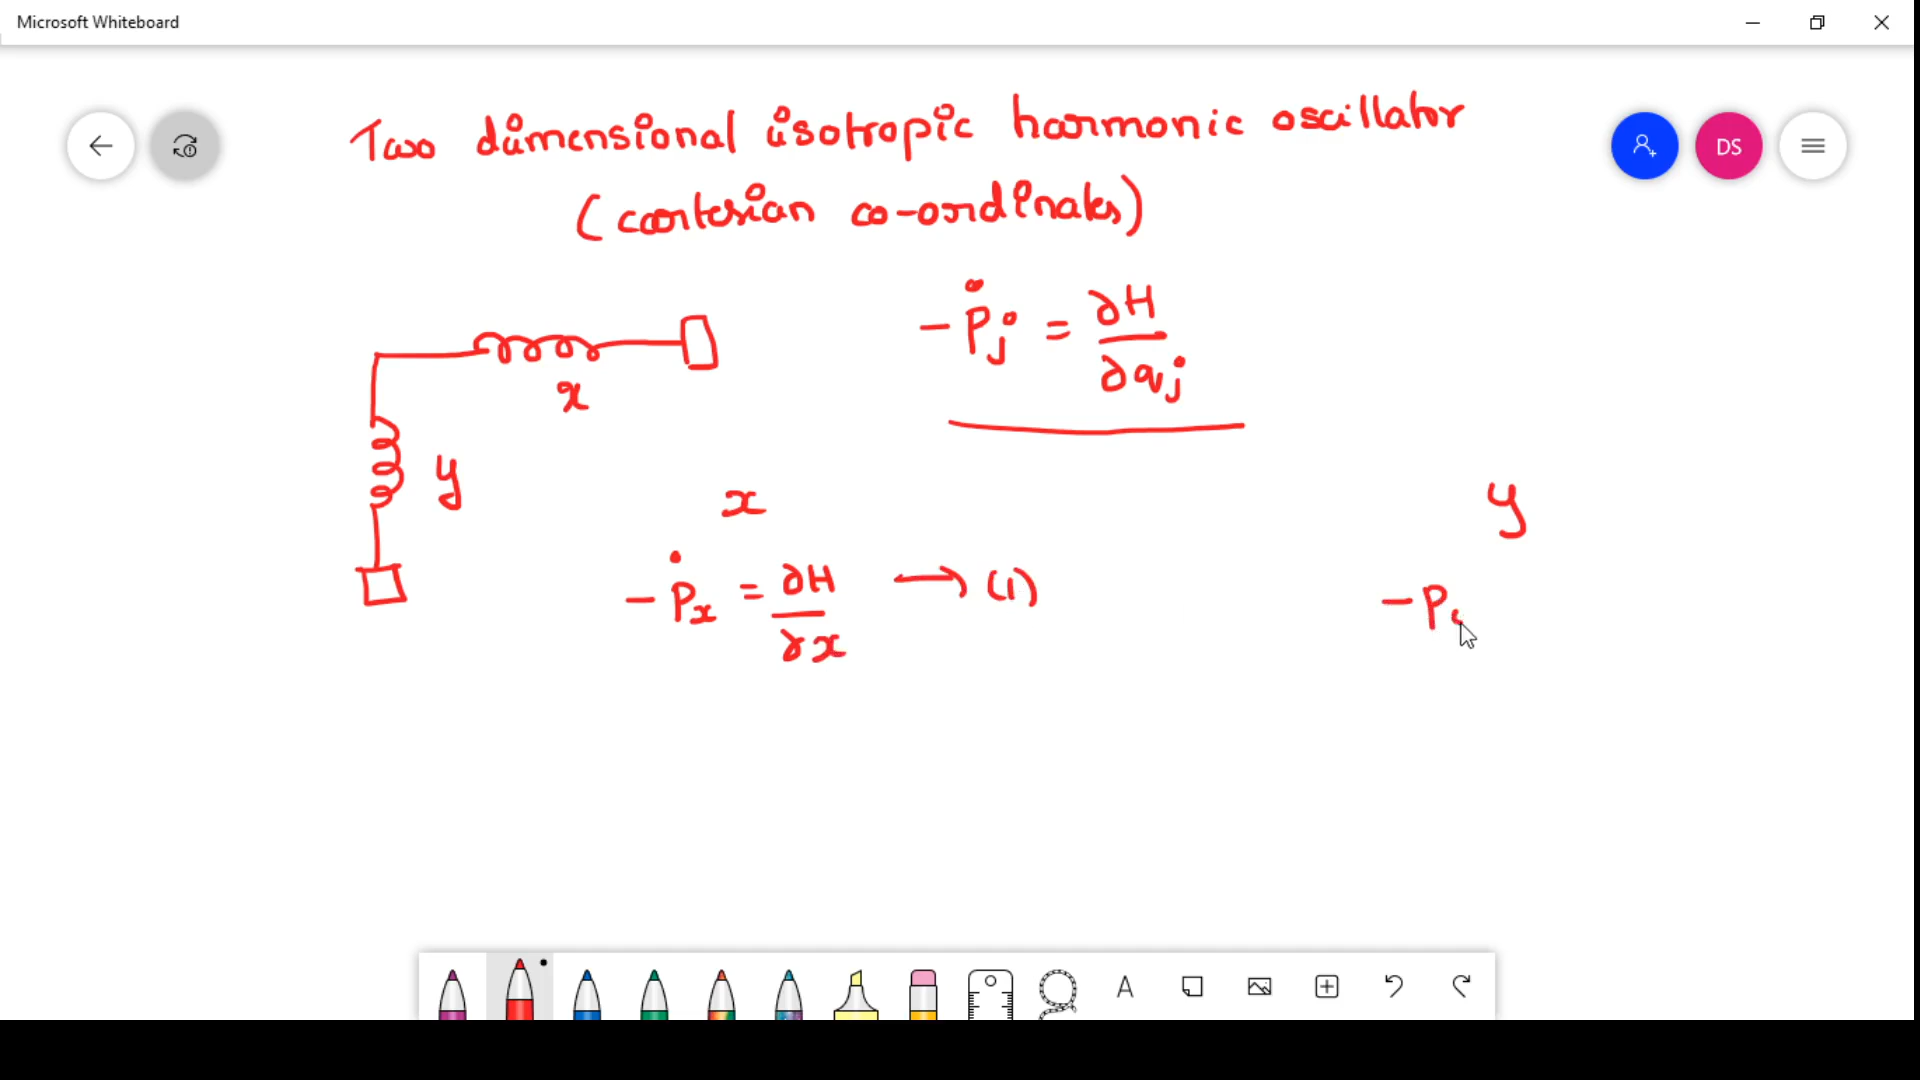 Microsoft Whiteboard
DS
Two dimensional isotropic harmonic oscillator
(cartesian co-ordinates)
-Ṗj = ∂H/∂qj
x
y
x
y
-Ṗx = ∂H/∂x → (1)
-P
A